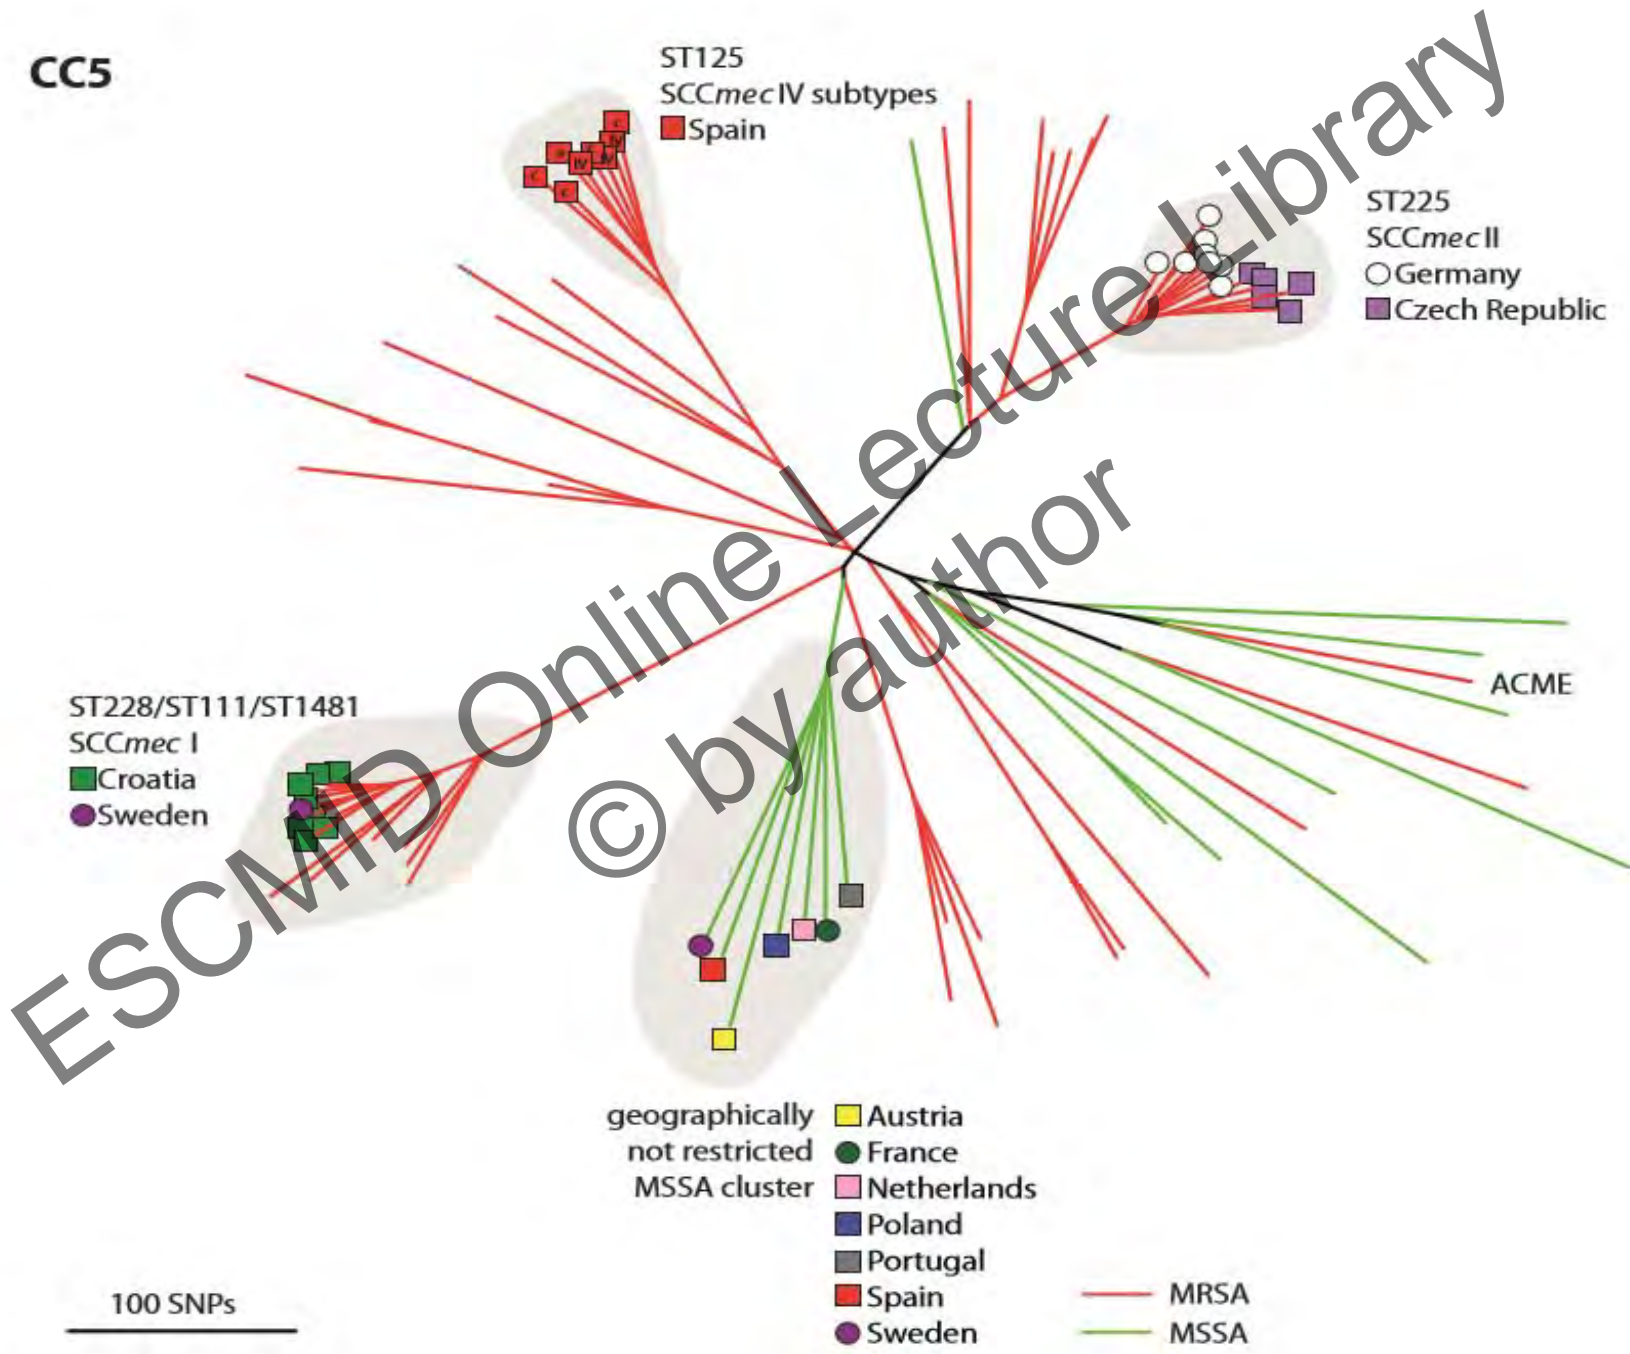 CC5
ST125
SCCmec IV subtypes
Spain
c
IV
IV
c
c
ST225
SCCmec II
Germany
Czech Republic
ACME
ST228/ST111/ST1481
SCCmec I
Croatia
Sweden
geographically
not restricted
MSSA cluster
Austria
France
Netherlands
Poland
Portugal
Spain
Sweden
100 SNPs
MRSA
MSSA
ESCMID Online Lecture Library
© by author